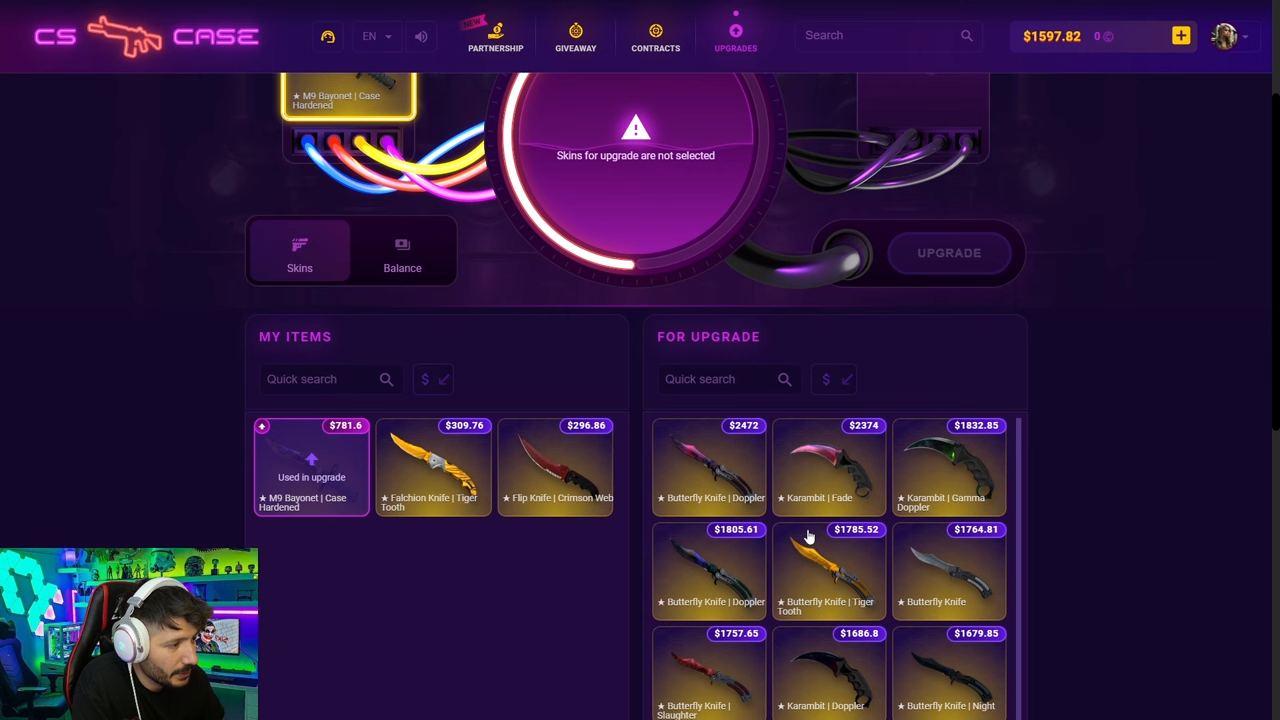 CS CASE
EN
NEW
PARTNERSHIP
GIVEAWAY
CONTRACTS
UPGRADES
Search
$1597.82
0
★ M9 Bayonet | Case
Hardened
Skins for upgrade are not selected
Skins
Balance
UPGRADE
MY ITEMS
Quick search
$
$781.6
Used in upgrade
★ M9 Bayonet | Case
Hardened
$309.76
★ Falchion Knife | Tiger
Tooth
$296.86
★ Flip Knife | Crimson Web
FOR UPGRADE
Quick search
$
$2472
★ Butterfly Knife | Doppler
$2374
★ Karambit | Fade
$1832.85
★ Karambit | Gamma
Doppler
$1805.61
★ Butterfly Knife | Doppler
$1785.52
★ Butterfly Knife | Tiger
Tooth
$1764.81
★ Butterfly Knife
$1757.65
★ Butterfly Knife |
Slaughter
$1686.8
★ Karambit | Doppler
$1679.85
★ Butterfly Knife | Night